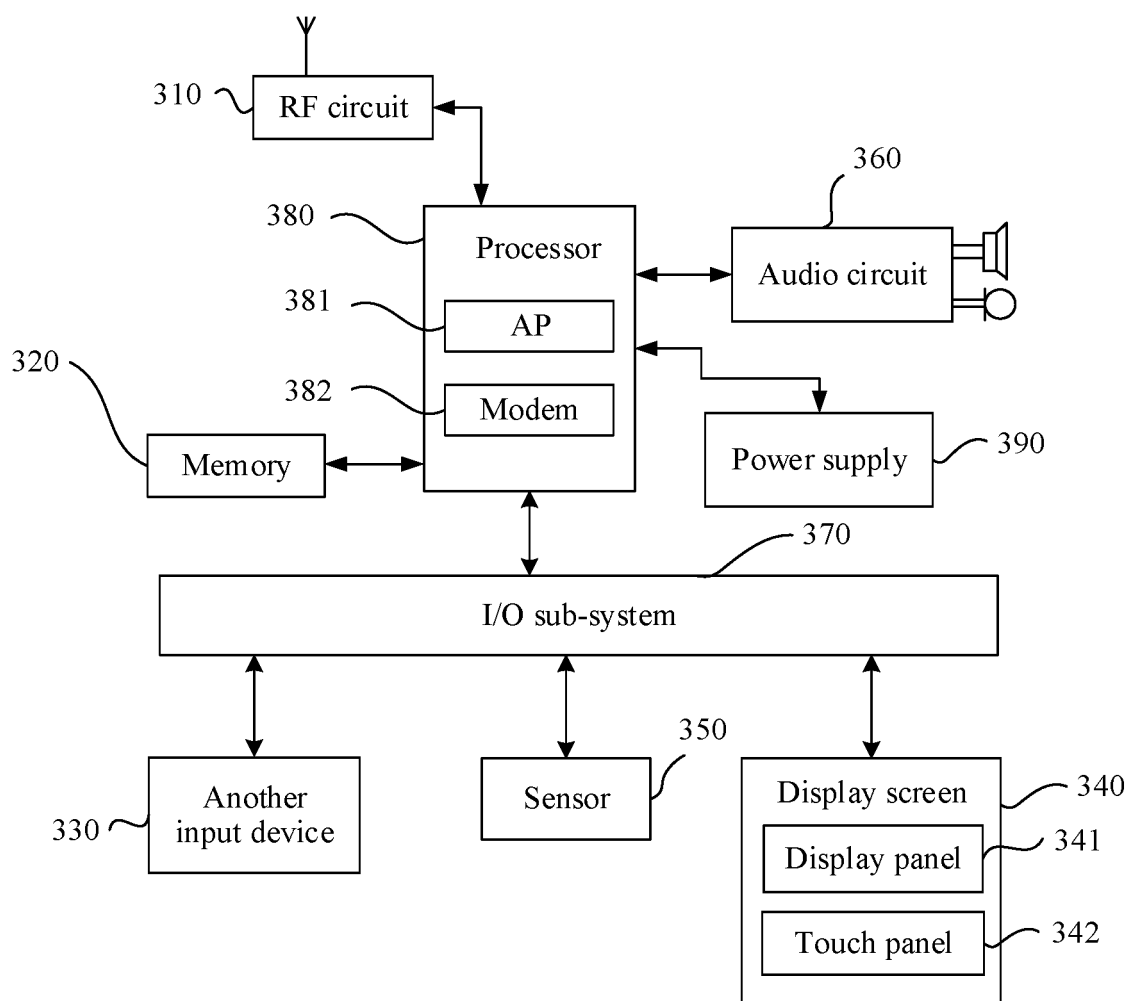 310
RF circuit
360
380
Processor
Audio circuit
381
AP
320
382
Modem
Memory
Power supply
390
370
I/O sub-system
350
330
Another
input device
Sensor
Display screen
340
Display panel
341
Touch panel
342